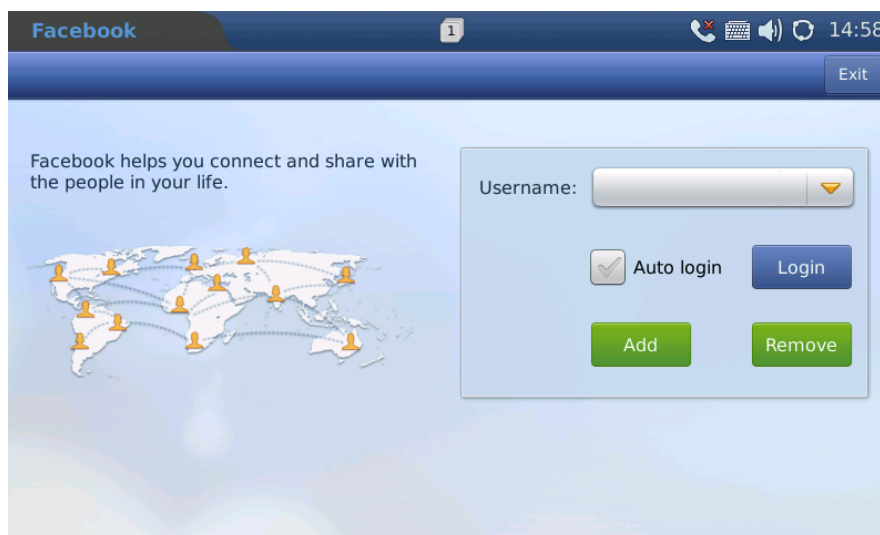 Facebook
1
14:58
Exit
Facebook helps you connect and share with
the people in your life.
Username:
Auto login
Login
Add
Remove